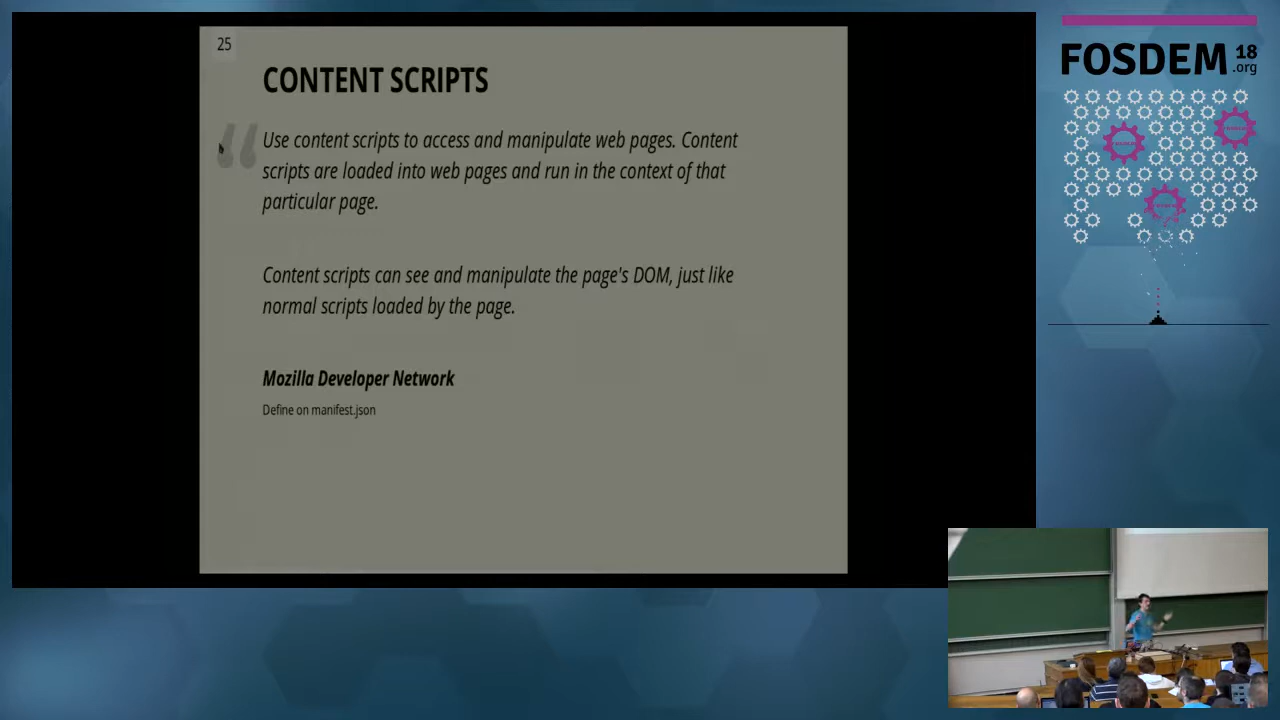 25
CONTENT SCRIPTS
Use content scripts to access and manipulate web pages. Content
scripts are loaded into web pages and run in the context of that
particular page.
Content scripts can see and manipulate the page's DOM, just like
normal scripts loaded by the page.
Mozilla Developer Network
Define on manifest.json
FOSDEM 18
.org